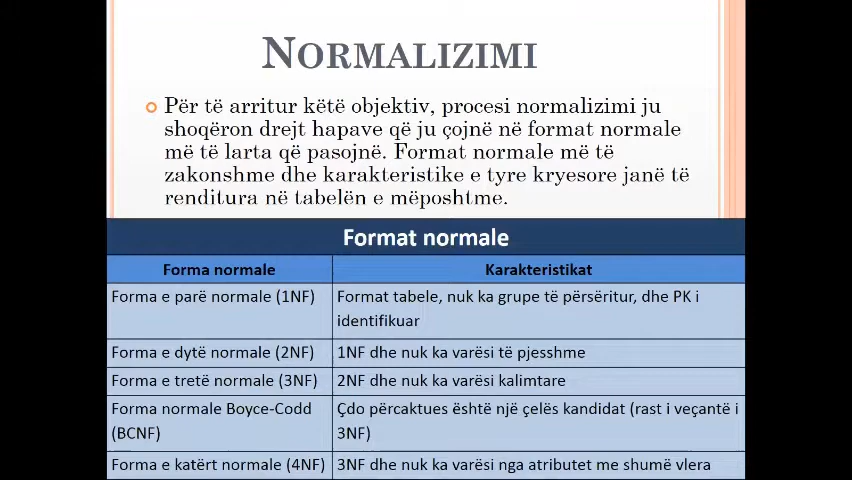 NORMALIZIMI
Për të arritur këtë objektiv, procesi normalizimi ju
shoqëron drejt hapave që ju çojnë në format normale
më të larta që pasojnë. Format normale më të
zakonshme dhe karakteristike e tyre kryesore janë të
renditura në tabelën e mëposhtme.
Format normale
Forma normale Karakteristikat
Forma e parë normale (1NF) Format tabele, nuk ka grupe të përsëritur, dhe PK i
identifikuar
Forma e dytë normale (2NF) 1NF dhe nuk ka varësi të pjesshme
Forma e tretë normale (3NF) 2NF dhe nuk ka varësi kalimtare
Forma normale Boyce-Codd Çdo përcaktues është një çelës kandidat (rast i veçantë i
(BCNF) 3NF)
Forma e katërt normale (4NF) 3NF dhe nuk ka varësi nga atributet me shumë vlera